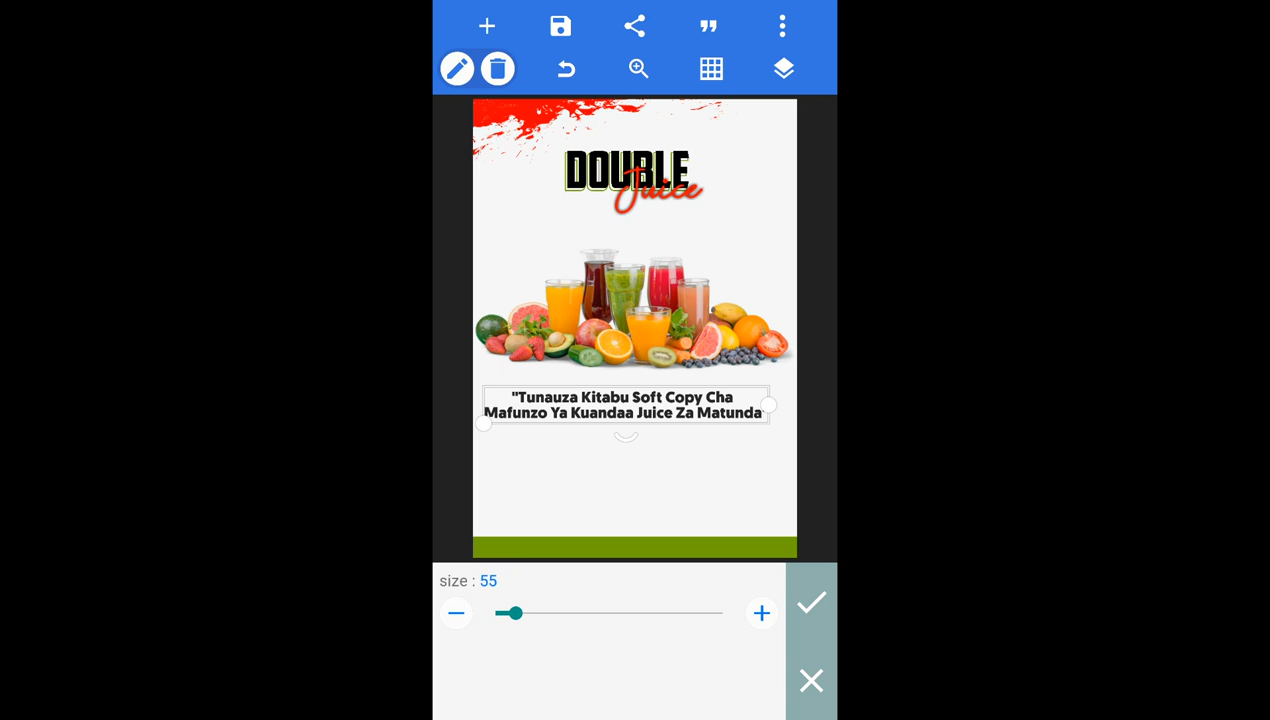 DOUBLE
Juice
"Tunauza Kitabu Soft Copy Cha
Mafunzo Ya Kuandaa Juice Za Matunda"
size : 55